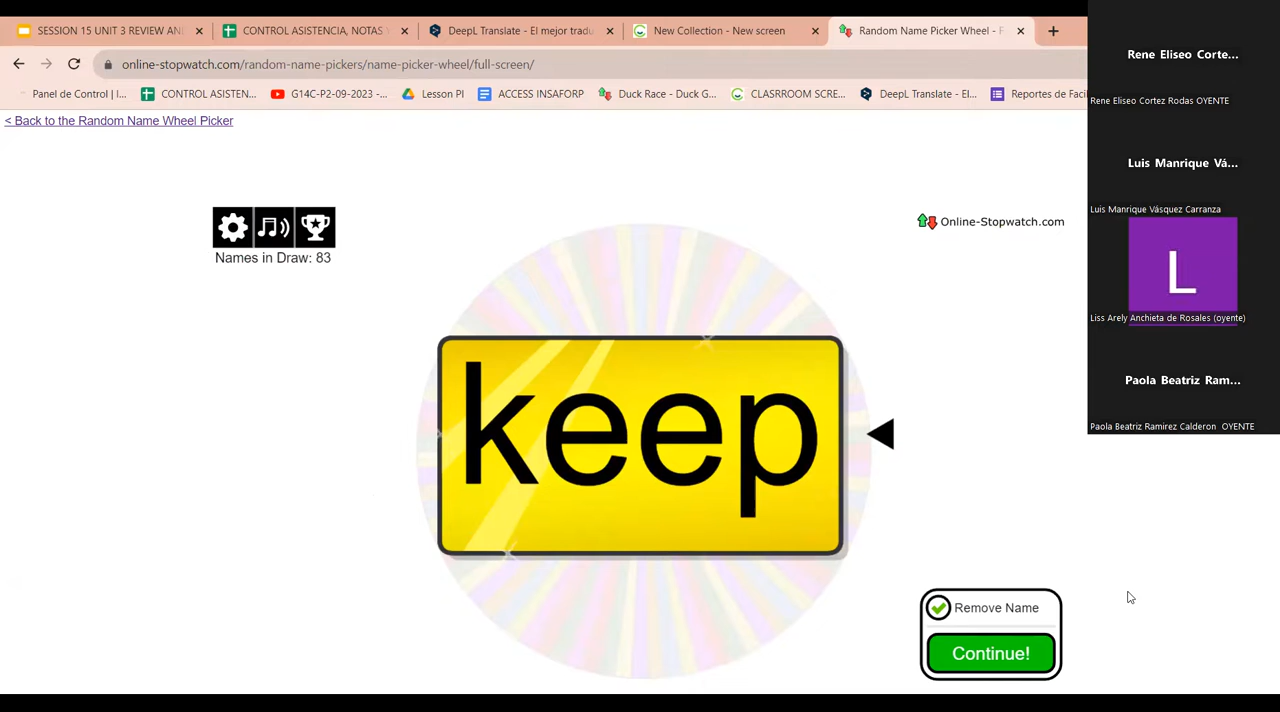 SESSION 15 UNIT 3 REVIEW AN
CONTROL ASISTENCIA, NOTAS
DeepL Translate - El mejor tradu
New Collection - New screen
Random Name Picker Wheel - F
online-stopwatch.com/random-name-pickers/name-picker-wheel/full-screen/
Panel de Control | I...
CONTROL ASISTEN...
G14C-P2-09-2023 -...
Lesson Pl
ACCESS INSAFORP
Duck Race - Duck G...
CLASRROOM SCRE...
DeepL Translate - El...
Reportes de Facil
< Back to the Random Name Wheel Picker
Names in Draw: 83
Online-Stopwatch.com
keep
Remove Name
Continue!
Rene Eliseo Corte...
Rene Eliseo Cortez Rodas OYENTE
Luis Manrique Vá...
Luis Manrique Vásquez Carranza
L
Liss Arely Anchieta de Rosales (oyente)
Paola Beatriz Ram...
Paola Beatriz Ramirez Calderon OYENTE